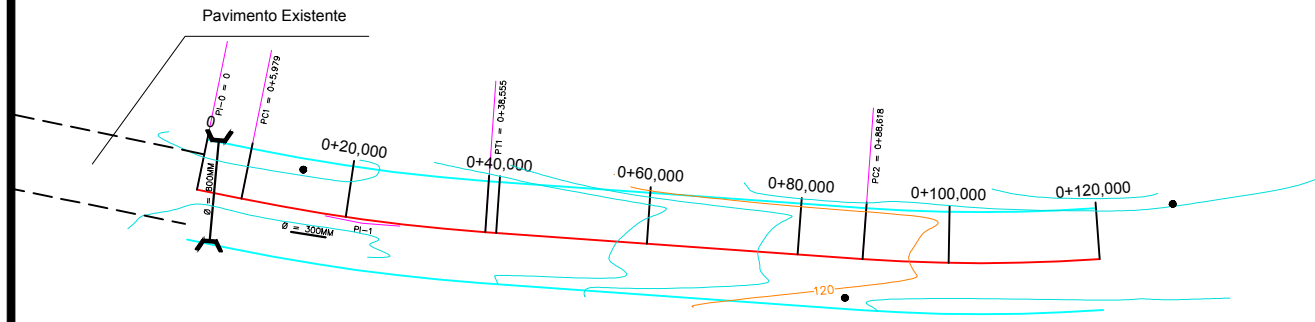 Pavimento Existente
PI-0 = 0
0
PC1 = 0+5,979
Ø = 800MM
0+20,000
Ø = 300MM
PI-1
PT1 = 0+38,555
0+40,000
0+60,000
0+80,000
PC2 = 0+88,618
0+100,000
0+120,000
120